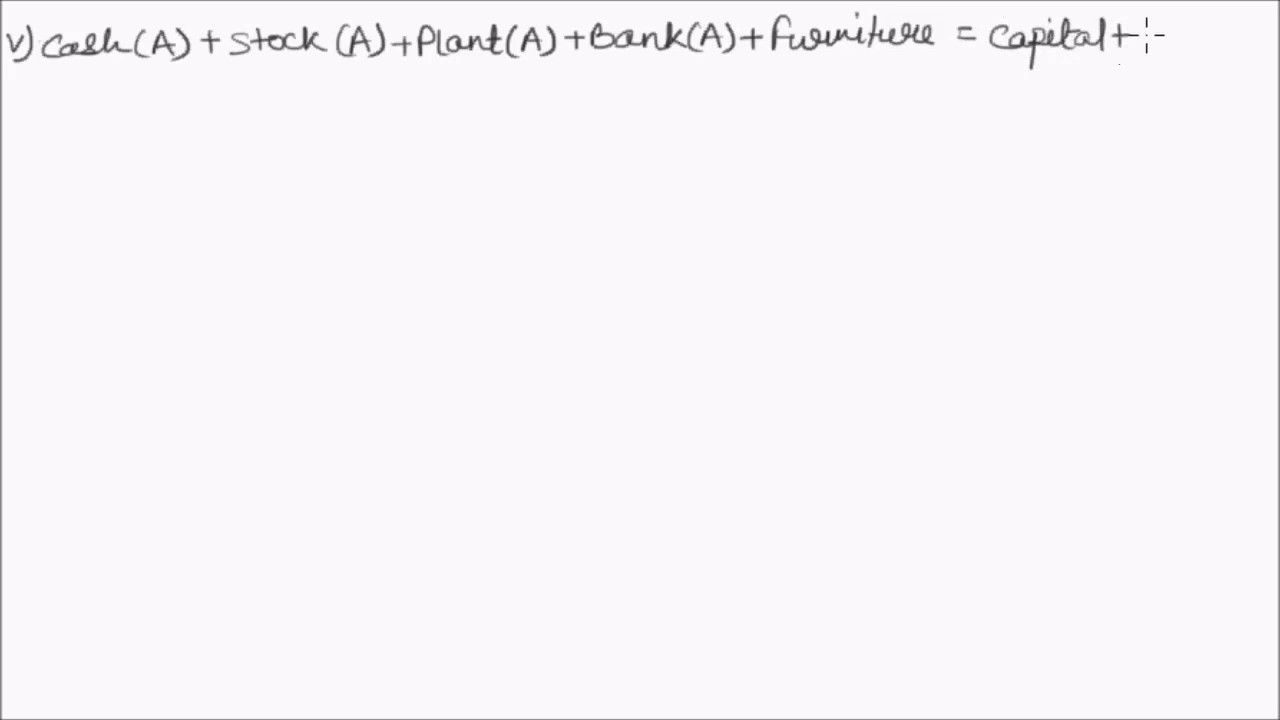 v) Cash (A) + Stock (A) + Plant (A) + Bank (A) + Furniture = Capital +